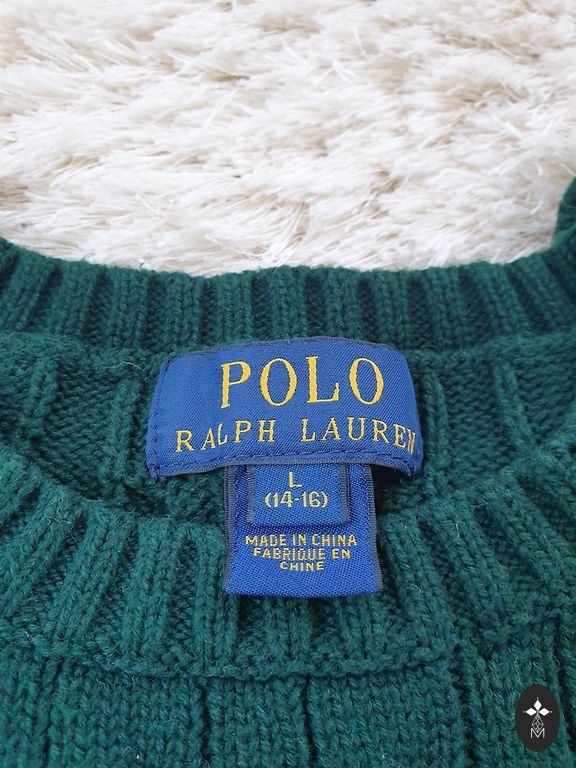 POLO
RALPH LAUREN
L
(14-16)
MADE IN CHINA
FABRIQUE EN
CHINE
M